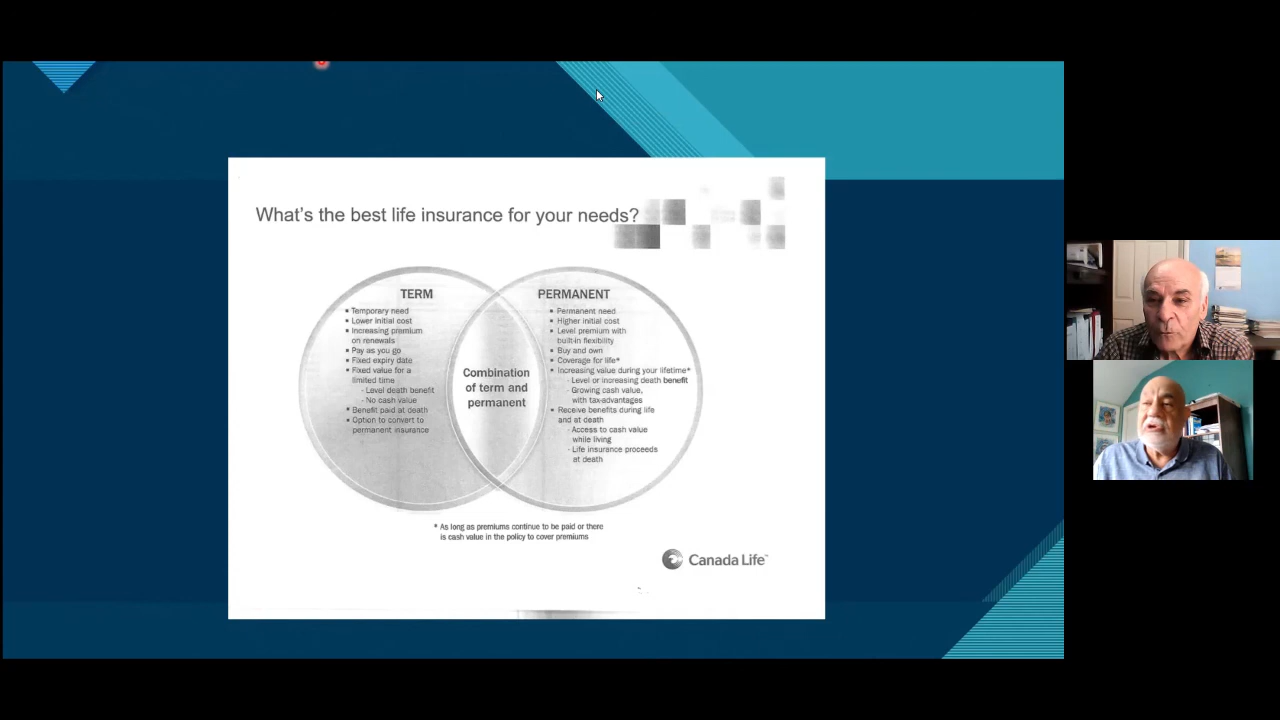 What's the best life insurance for your needs?
TERM
▪ Temporary need
▪ Lower initial cost
▪ Increasing premium
on renewals
▪ Pay as you go
▪ Fixed expiry date
▪ Fixed value for a
limited time
- Level death benefit
- No cash value
▪ Benefit paid at death
▪ Option to convert to
permanent insurance
Combination
of term and
permanent
PERMANENT
▪ Permanent need
▪ Higher initial cost
▪ Level premium with
built-in flexibility
▪ Buy and own
▪ Coverage for life*
▪ Increasing value during your lifetime*
- Level or increasing death benefit
- Growing cash value,
with tax-advantages
▪ Receive benefits during life
and at death
- Access to cash value
while living
- Life insurance proceeds
at death
* As long as premiums continue to be paid or there
is cash value in the policy to cover premiums
Canada Life™